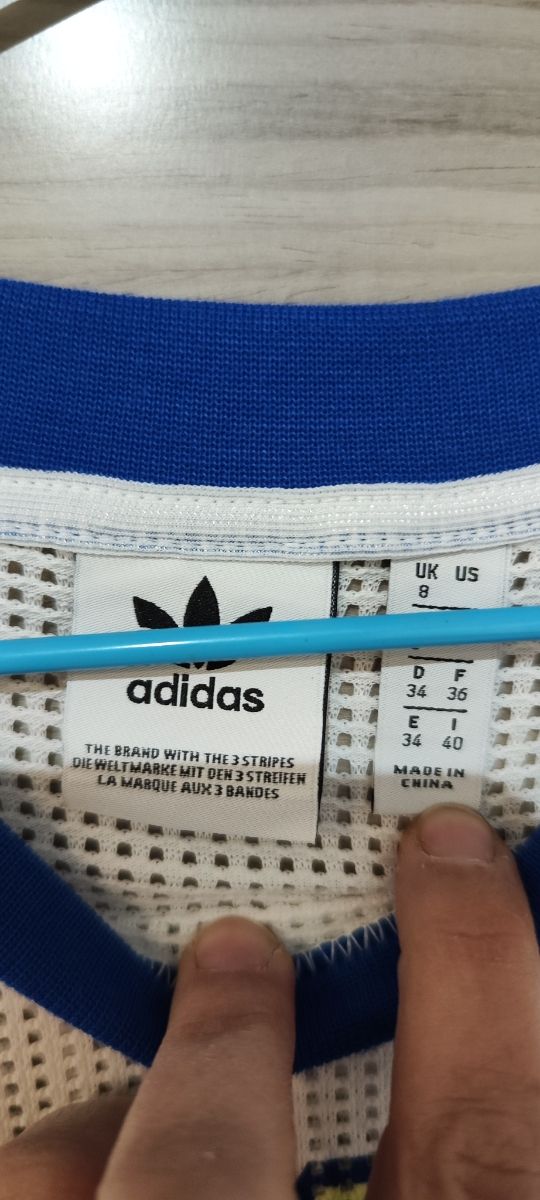 adidas
THE BRAND WITH THE 3 STRIPES
DIE WELTMARKE MIT DEN 3 STREIFEN
LA MARQUE AUX 3 BANDES
UK US
8
D F
34 36
E I
34 40
MADE IN
CHINA